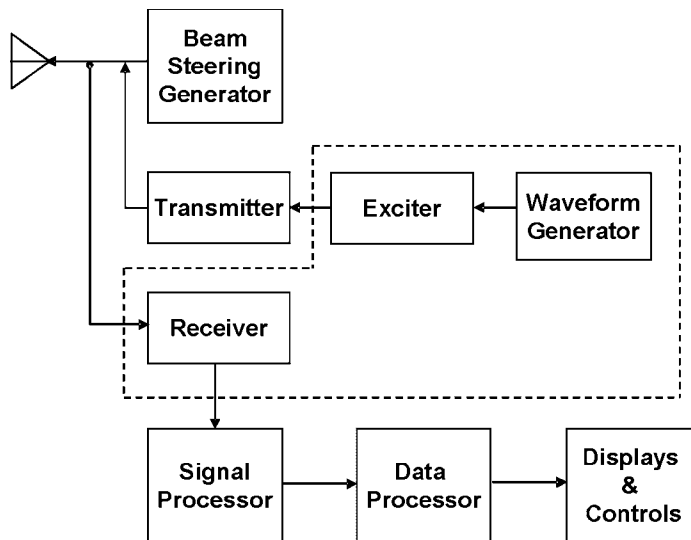 Beam
Steering
Generator
Transmitter
Exciter
Waveform
Generator
Receiver
Signal
Processor
Data
Processor
Displays
&
Controls